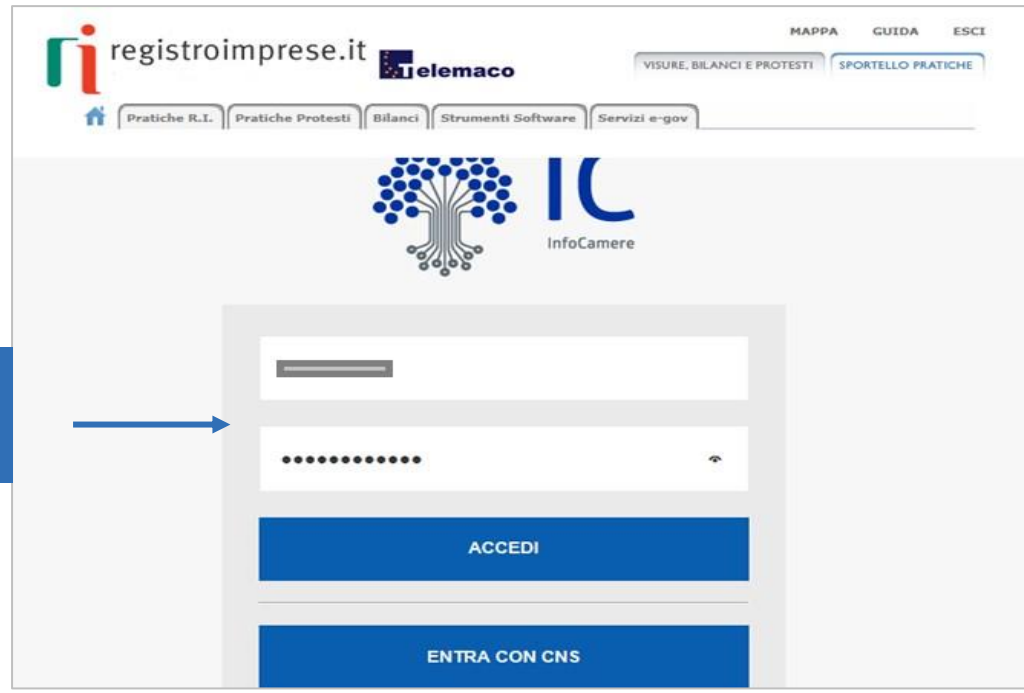 MAPPA GUIDA ESCI
registroimprese.it Telemaco
VISURE, BILANCI E PROTESTI SPORTELLO PRATICHE
Pratiche R.I. Pratiche Protesti Bilanci Strumenti Software Servizi e-gov
IC
InfoCamere
ACCEDI
ENTRA CON CNS